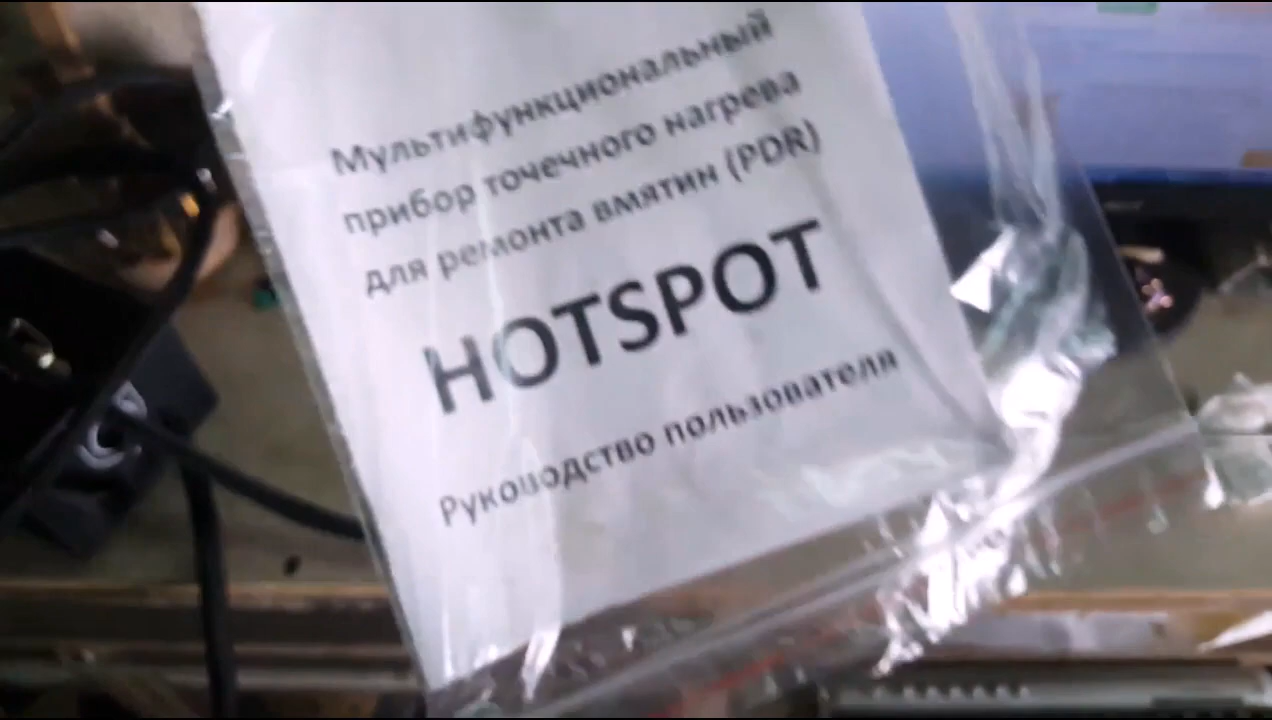 Мультифункциональный
прибор точечного нагрева
для ремонта вмятин (PDR)
HOTSPOT
Руководство пользователя